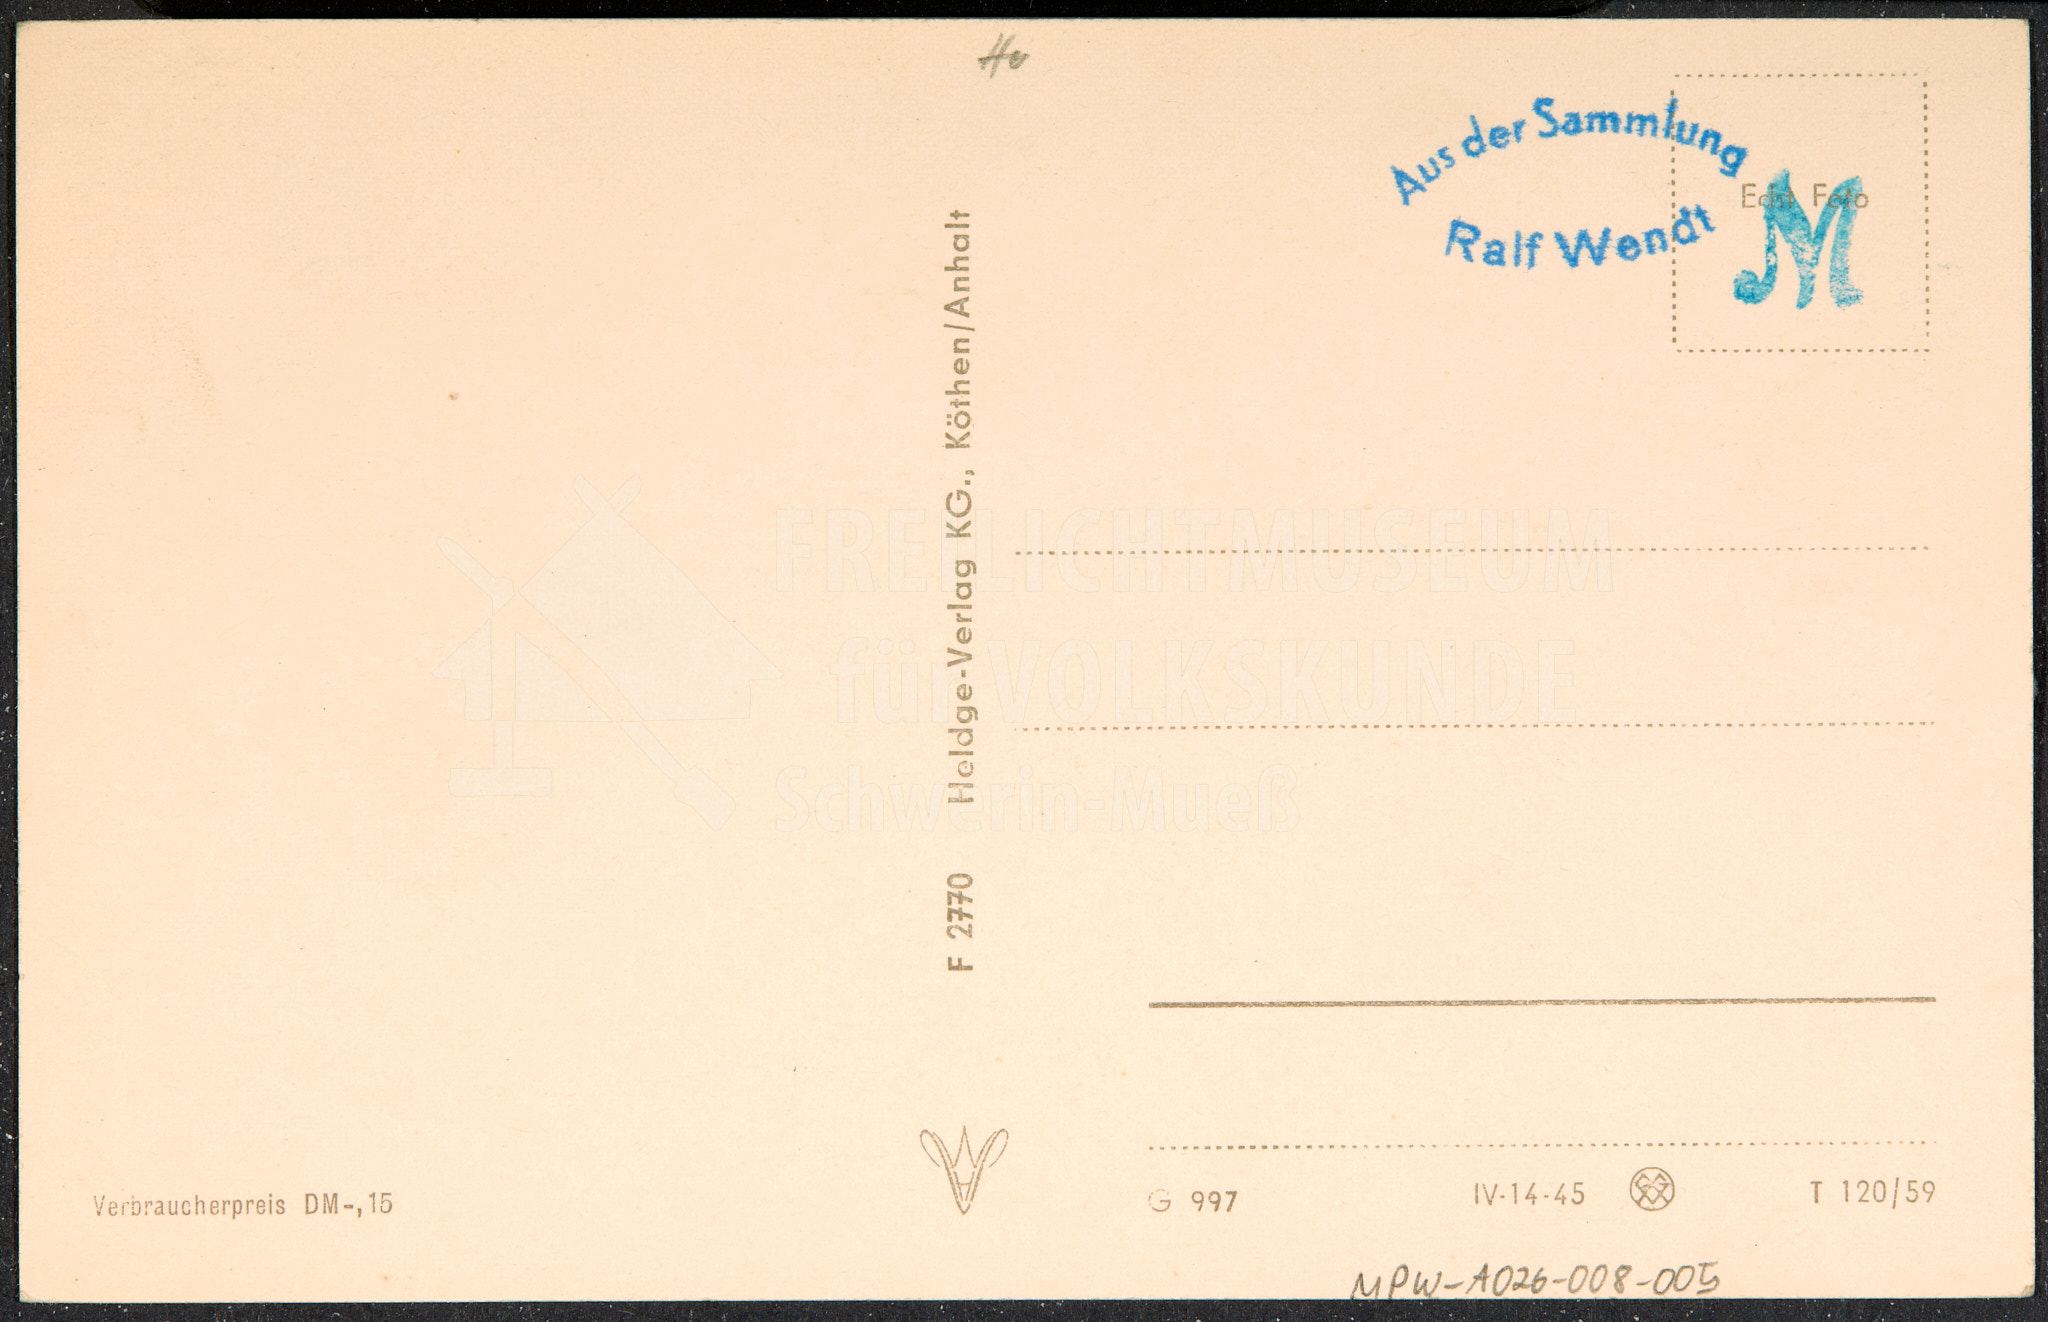 Aus der Sammlung
Ralf Wendt
Echt Foto
M
F 2770 Heldge-Verlag KG., Köthen/Anhalt
FREILICHTMUSEUM
für VOLKSKUNDE
Schwerin-Mueß
Verbraucherpreis DM-,15
G 997
IV-14-45
T 120/59
MPW-A026-008-005